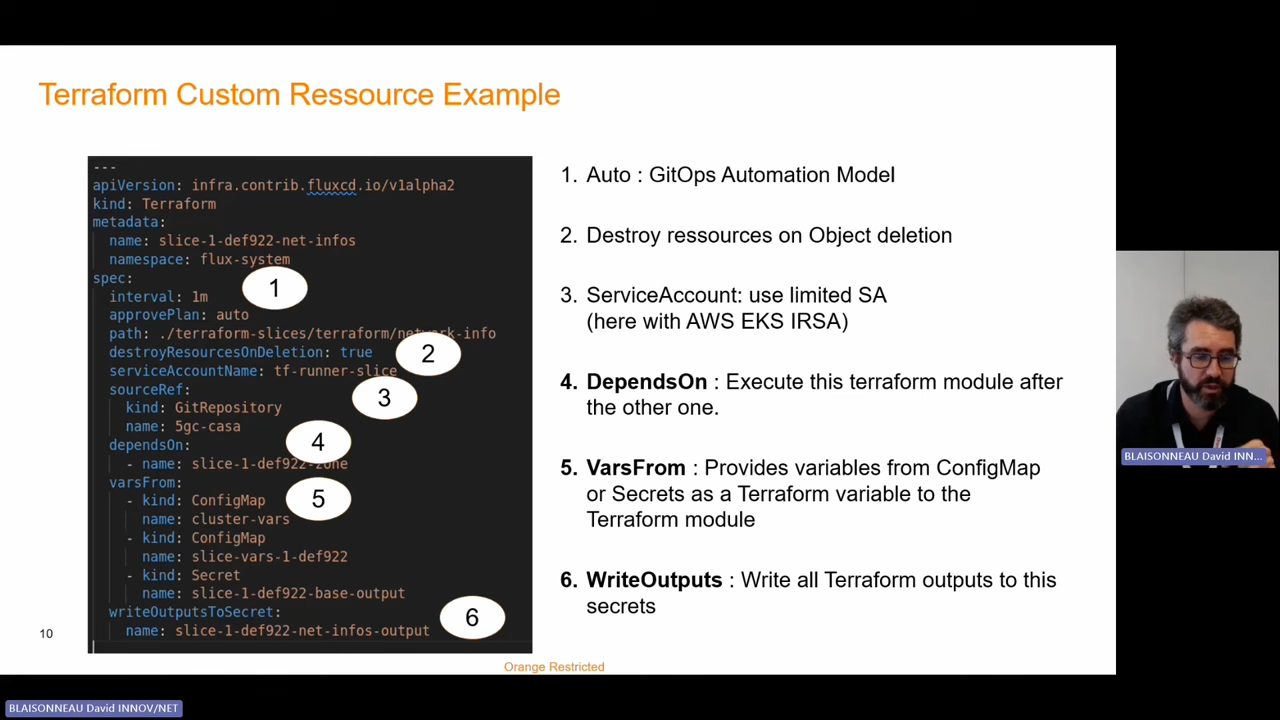 Terraform Custom Ressource Example
---
apiVersion: infra.contrib.fluxcd.io/v1alpha2
kind: Terraform
metadata:
name: slice-1-def922-net-infos
namespace: flux-system
spec:
interval: 1m
approvePlan: auto
path: ./terraform-slices/terraform/network-info
destroyResourcesOnDeletion: true
serviceAccountName: tf-runner-slice
sourceRef:
kind: GitRepository
name: 5gc-casa
dependsOn:
- name: slice-1-def922-zone
varsFrom:
- kind: ConfigMap
name: cluster-vars
- kind: ConfigMap
name: slice-vars-1-def922
- kind: Secret
name: slice-1-def922-base-output
writeOutputsToSecret:
name: slice-1-def922-net-infos-output
1
2
3
4
5
6
1. Auto : GitOps Automation Model
2. Destroy ressources on Object deletion
3. ServiceAccount: use limited SA
(here with AWS EKS IRSA)
4. DependsOn : Execute this terraform module after
the other one.
5. VarsFrom : Provides variables from ConfigMap
or Secrets as a Terraform variable to the
Terraform module
6. WriteOutputs : Write all Terraform outputs to this
secrets
10
Orange Restricted
BLAISONNEAU David INN...
BLAISONNEAU David INNOV/NET